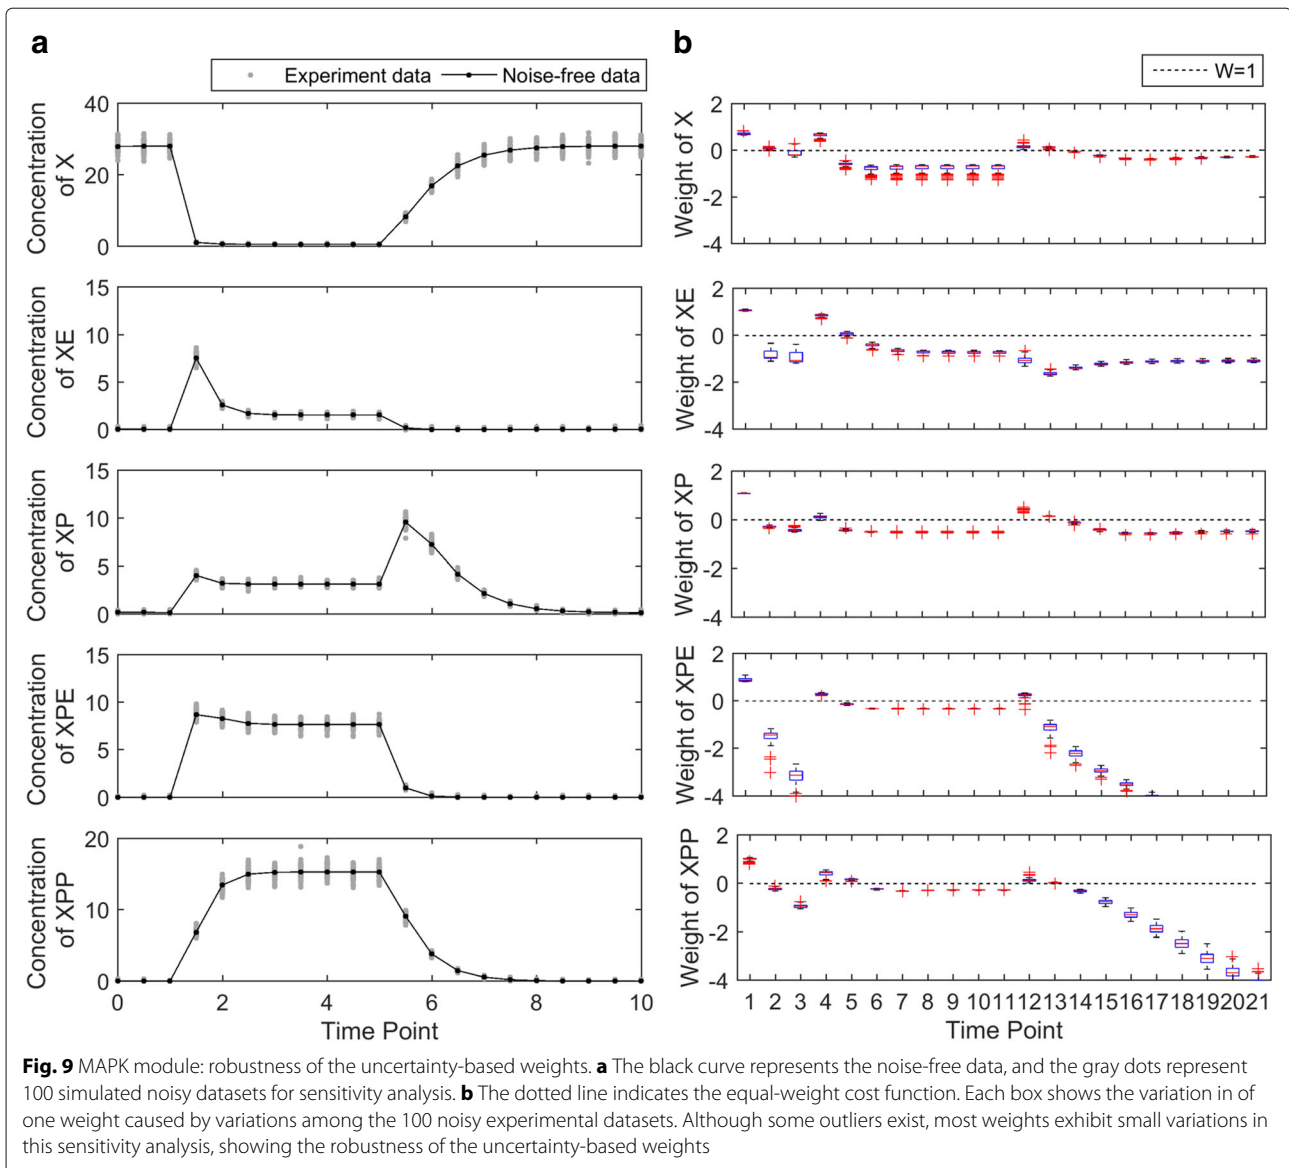 a
b
Experiment data
Noise-free data
W=1
Concentration
of X
40
20
0
Concentration
of XE
15
10
5
0
Concentration
of XP
15
10
5
0
Concentration
of XPE
15
10
5
0
Concentration
of XPP
20
10
0
0 2 4 6 8 10
Time Point
Weight of X
2
0
-2
-4
Weight of XE
2
0
-2
-4
Weight of XP
2
0
-2
-4
Weight of XPE
2
0
-2
-4
Weight of XPP
2
0
-2
-4
1 2 3 4 5 6 7 8 9 10 11 12 13 14 15 16 17 18 19 20 21
Time Point
Fig. 9 MAPK module: robustness of the uncertainty-based weights. a The black curve represents the noise-free data, and the gray dots represent
100 simulated noisy datasets for sensitivity analysis. b The dotted line indicates the equal-weight cost function. Each box shows the variation in of
one weight caused by variations among the 100 noisy experimental datasets. Although some outliers exist, most weights exhibit small variations in
this sensitivity analysis, showing the robustness of the uncertainty-based weights